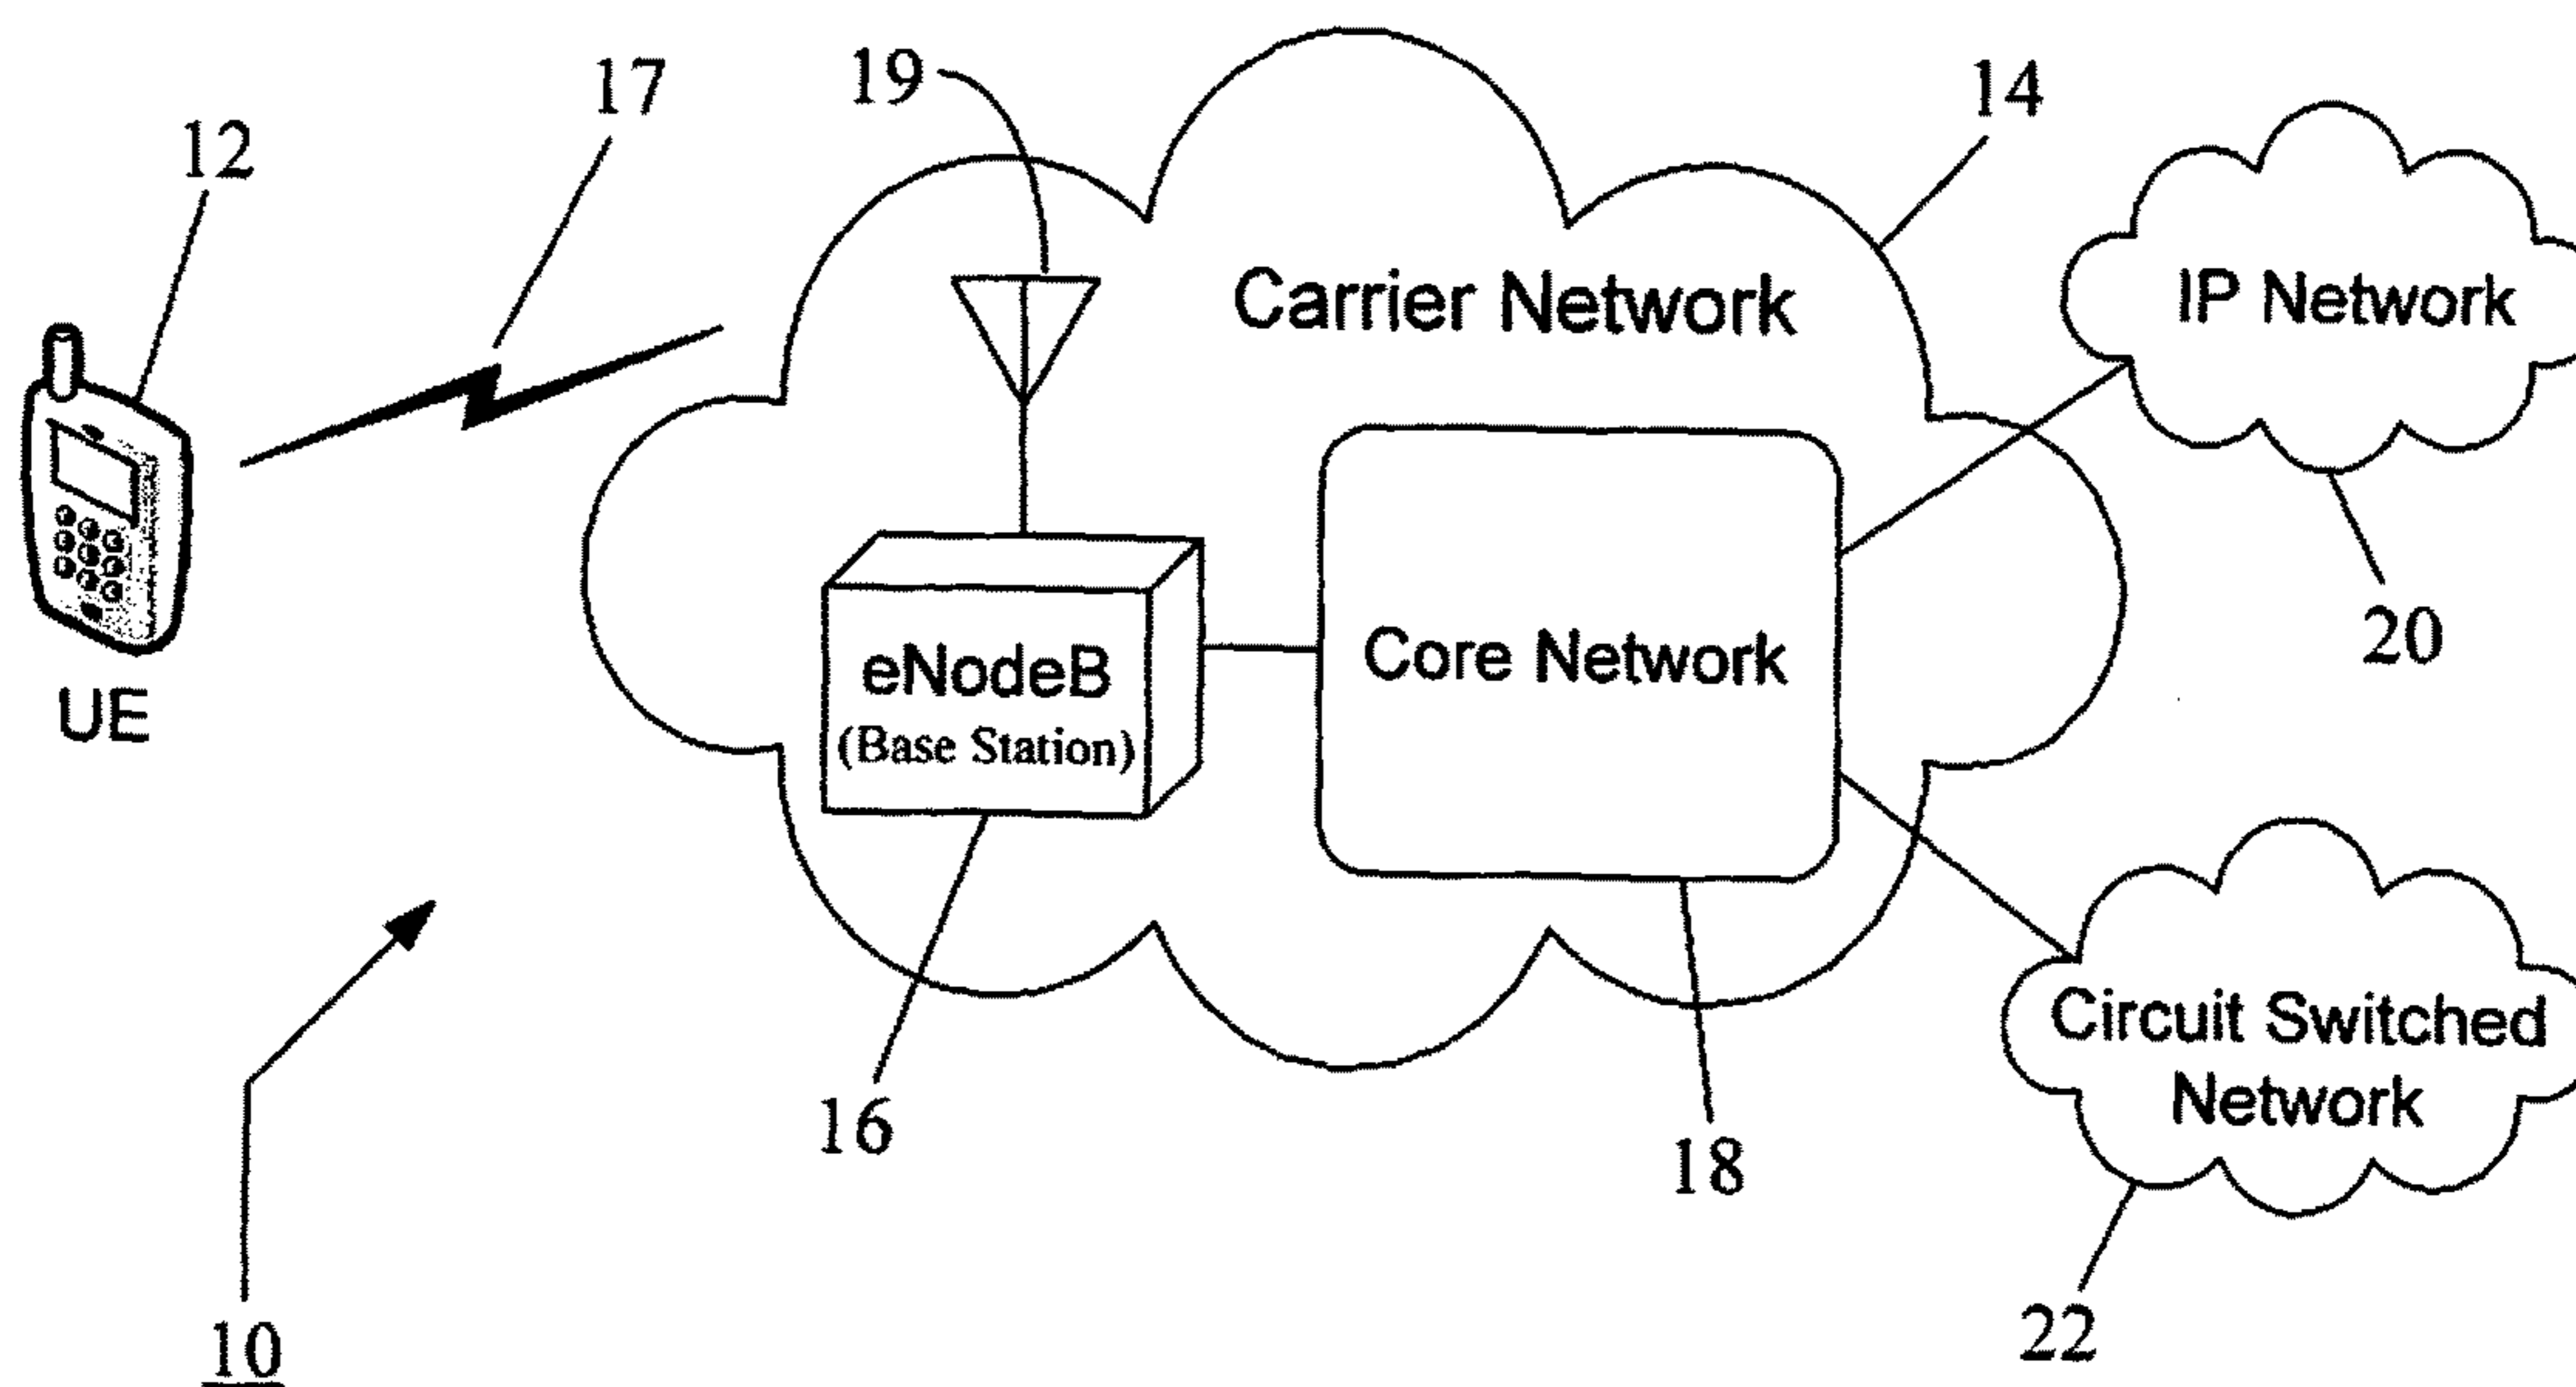 17
19
14
12
Carrier Network
IP Network
UE
eNodeB
(Base Station)
Core Network
20
Circuit Switched
Network
16
18
22
10